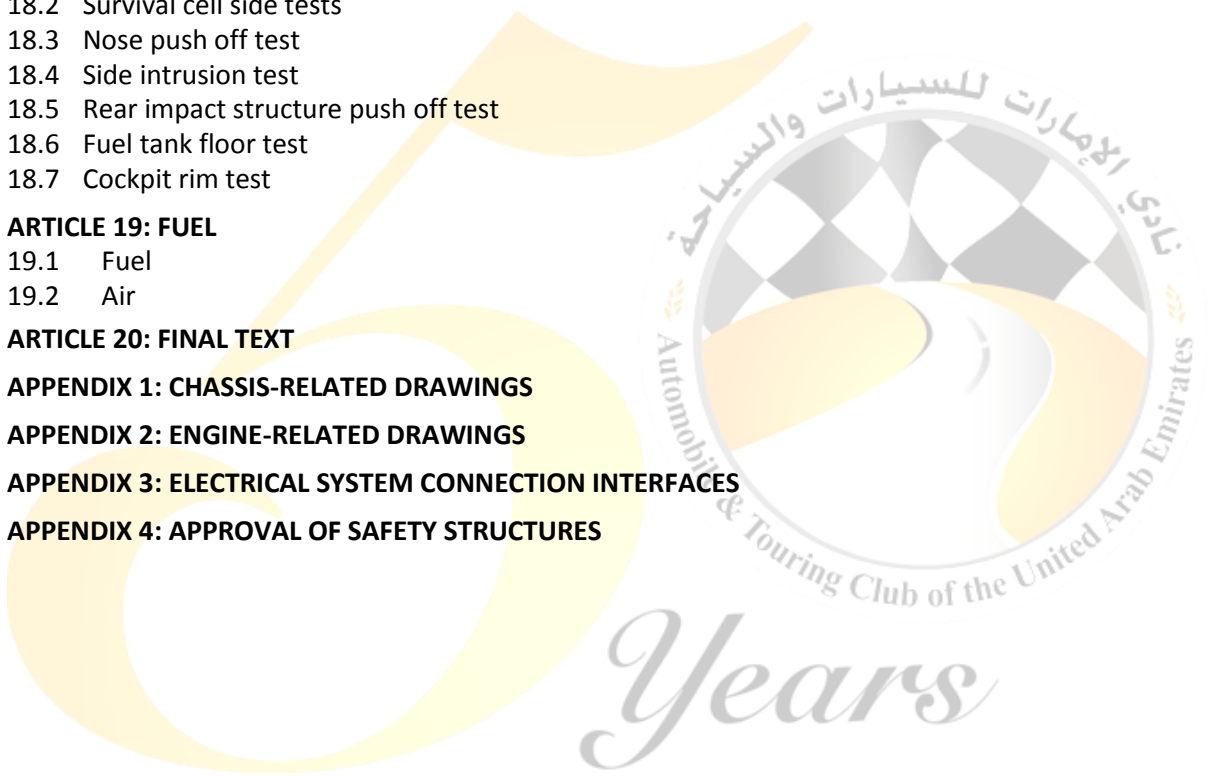 18.2 Survival cell side tests
18.3 Nose push off test
18.4 Side intrusion test
18.5 Rear impact structure push off test
18.6 Fuel tank floor test
18.7 Cockpit rim test
ARTICLE 19: FUEL
19.1 Fuel
19.2 Air
ARTICLE 20: FINAL TEXT
APPENDIX 1: CHASSIS-RELATED DRAWINGS
APPENDIX 2: ENGINE-RELATED DRAWINGS
APPENDIX 3: ELECTRICAL SYSTEM CONNECTION INTERFACES
APPENDIX 4: APPROVAL OF SAFETY STRUCTURES
نادي الإمارات للسيارات والسياحة
Automobile & Touring Club of the United Arab Emirates
5
Years